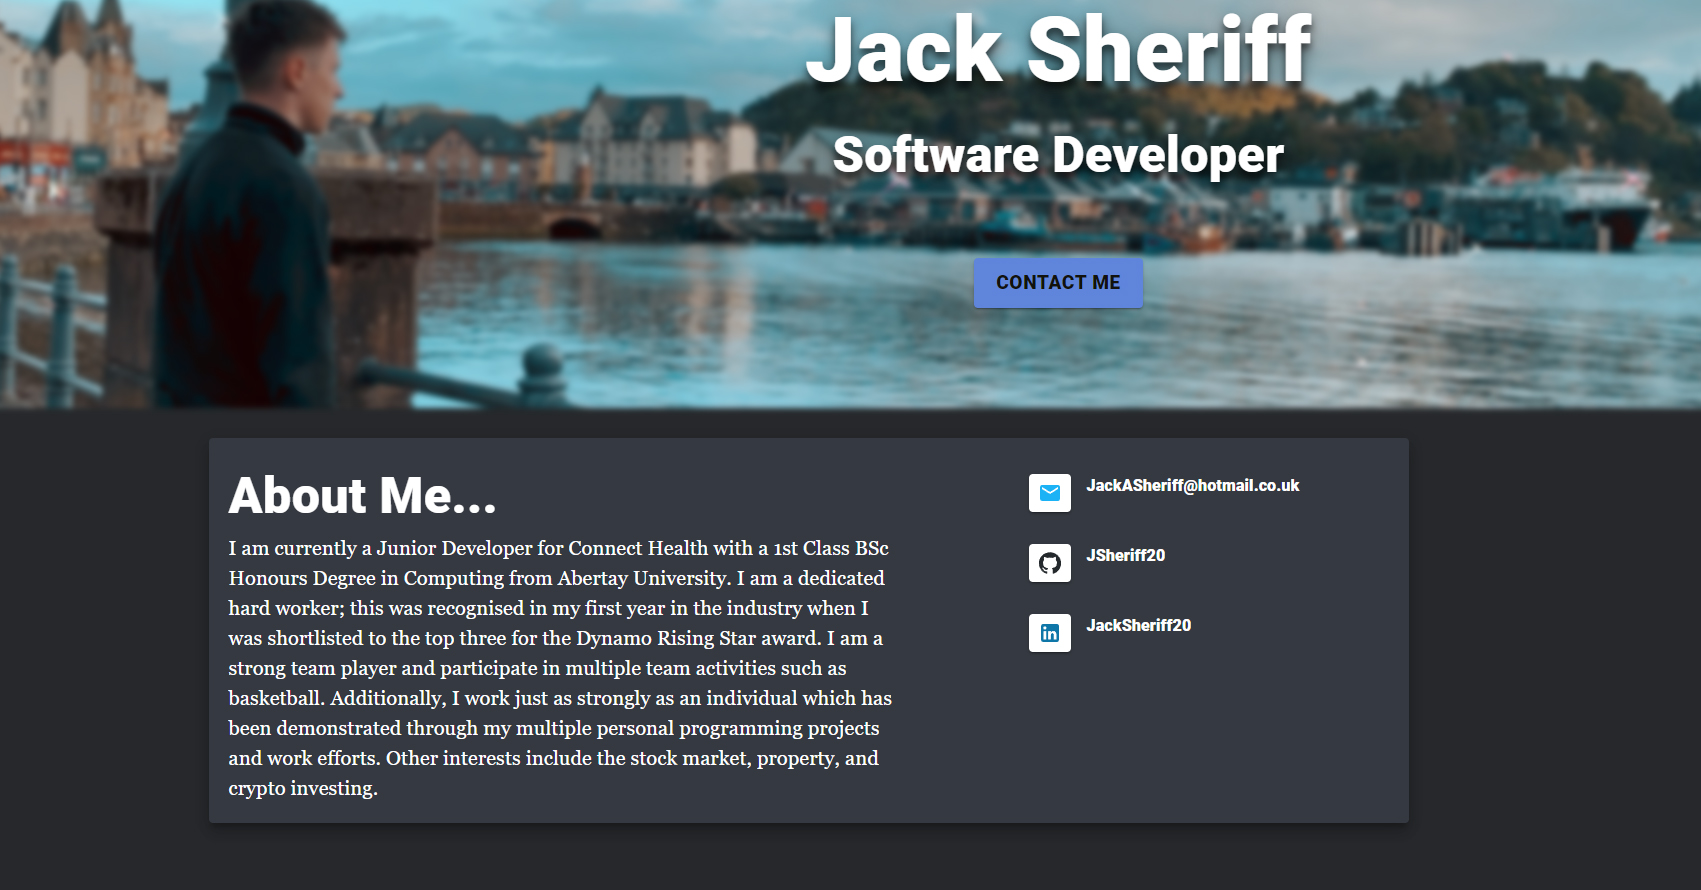 Jack Sheriff
Software Developer
CONTACT ME
About Me...
I am currently a Junior Developer for Connect Health with a 1st Class BSc
Honours Degree in Computing from Abertay University. I am a dedicated
hard worker; this was recognised in my first year in the industry when I
was shortlisted to the top three for the Dynamo Rising Star award. I am a
strong team player and participate in multiple team activities such as
basketball. Additionally, I work just as strongly as an individual which has
been demonstrated through my multiple personal programming projects
and work efforts. Other interests include the stock market, property, and
crypto investing.
JackASheriff@hotmail.co.uk
JSheriff20
JackSheriff20